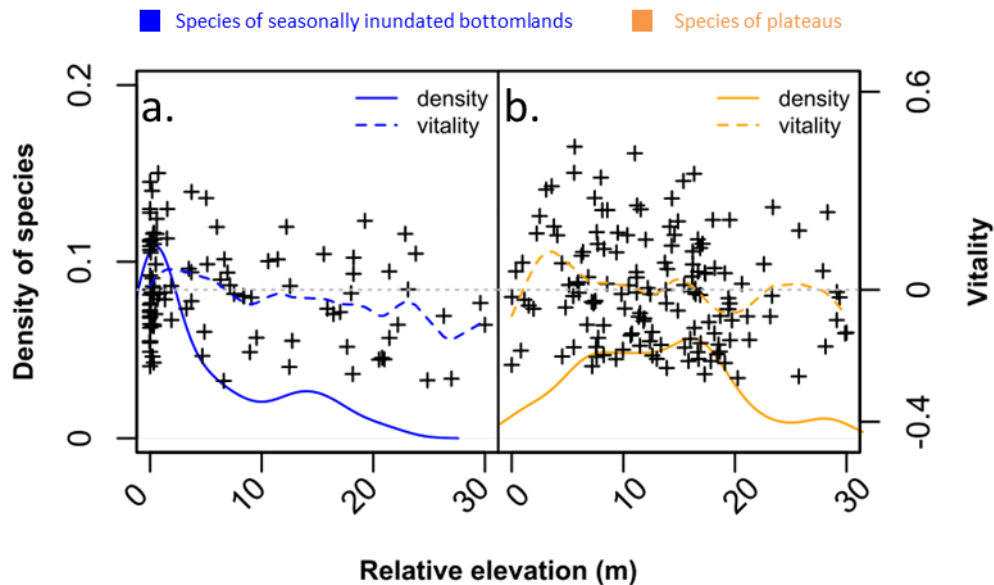 Species of seasonally inundated bottomlands
Species of plateaus
a.
density
vitality
b.
density
vitality
0.2
0.1
0
Density of species
0.6
0
-0.4
Vitality
0
10
20
30
0
10
20
30
Relative elevation (m)